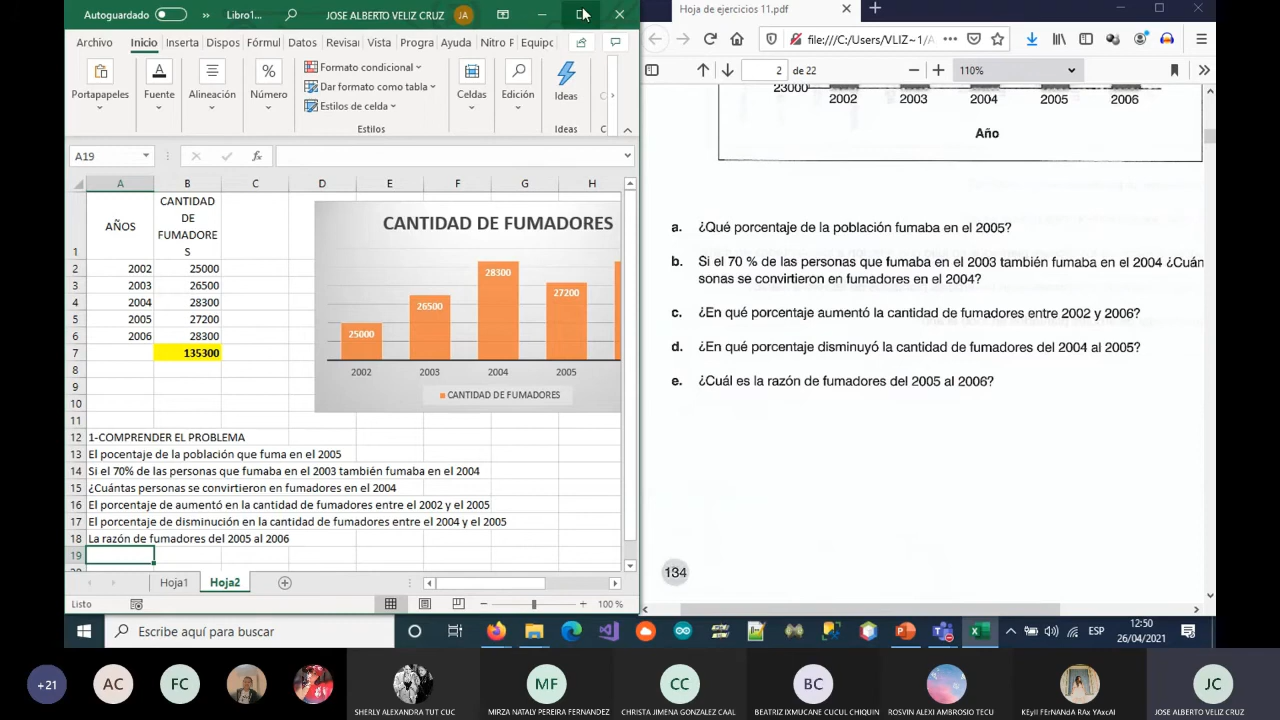 Autoguardado
Libro1...
JOSE ALBERTO VELIZ CRUZ
JA
Archivo Inicio Inserta Dispos Fórmul Datos Revisar Vista Progra Ayuda Nitro Equipo
Portapapeles
Fuente
Alineación
%
Número
Formato condicional
Dar formato como tabla
Estilos de celda
Estilos
Celdas
Edición
Ideas
Ideas
A19
fx
A B C D E F G H
1 AÑOS
CANTIDAD
DE
FUMADORE
S
2 2002 25000
3 2003 26500
4 2004 28300
5 2005 27200
6 2006 28300
7 135300
8
9
10
11
CANTIDAD DE FUMADORES
25000
26500
28300
27200
2002 2003 2004 2005
CANTIDAD DE FUMADORES
12 1-COMPRENDER EL PROBLEMA
13 El pocentaje de la población que fuma en el 2005
14 Si el 70% de las personas que fumaba en el 2003 también fumaba en el 2004
15 ¿Cuántas personas se convirtieron en fumadores en el 2004
16 El porcentaje de aumentó en la cantidad de fumadores entre el 2002 y el 2005
17 El porcentaje de disminución en la cantidad de fumadores entre el 2004 y el 2005
18 La razón de fumadores del 2005 al 2006
19
Hoja1 Hoja2
Listo
100 %
Hoja de ejercicios 11.pdf
file:///C:/Users/VLIZ~1/A
2 de 22
110%
23000
2002 2003 2004 2005 2006
Año
a. ¿Qué porcentaje de la población fumaba en el 2005?
b. Si el 70 % de las personas que fumaba en el 2003 también fumaba en el 2004 ¿Cuán
sonas se convirtieron en fumadores en el 2004?
c. ¿En qué porcentaje aumentó la cantidad de fumadores entre 2002 y 2006?
d. ¿En qué porcentaje disminuyó la cantidad de fumadores del 2004 al 2005?
e. ¿Cuál es la razón de fumadores del 2005 al 2006?
134
Escribe aquí para buscar
ESP
12:50
26/04/2021
+21
AC
FC
SHERLY ALEXANDRA TUT CUC
MF
MIRZA NATALY PEREIRA FERNANDEZ
CC
CHRISTA JIMENA GONZALEZ CAAL
BC
BEATRIZ IXMUCANE CUCUL CHIQUIN
ROSVIN ALEXI AMBROSIO TECU
KEyll FErNANdA RAx YAxcAl
JC
JOSE ALBERTO VELIZ CRUZ